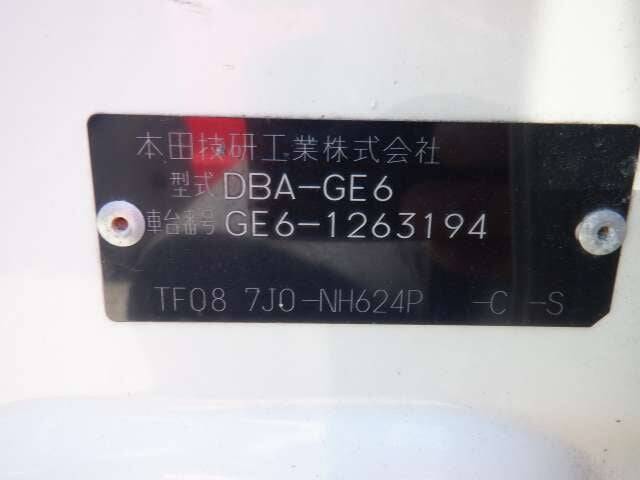 本田技研工業株式会社
型式 DBA-GE6
車台番号 GE6-1263194
TF08 7J0-NH624P -C -S